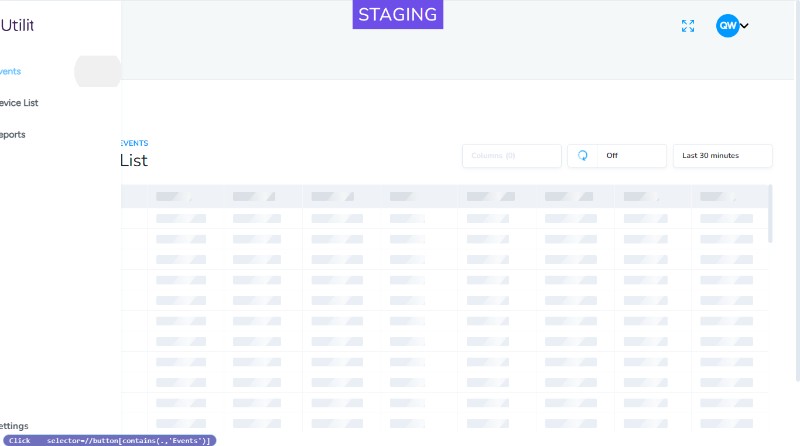 STAGING
Utilit
QW
vents
evice List
eports
EVENTS
List
Columns (0)
Off
Last 30 minutes
ettings
Click selector=//button[contains(.,'Events')]